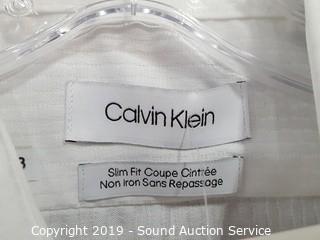 Calvin Klein
Slim Fit Coupe Cintrée
Non Iron Sans Repassage
Copyright 2019 - Sound Auction Service